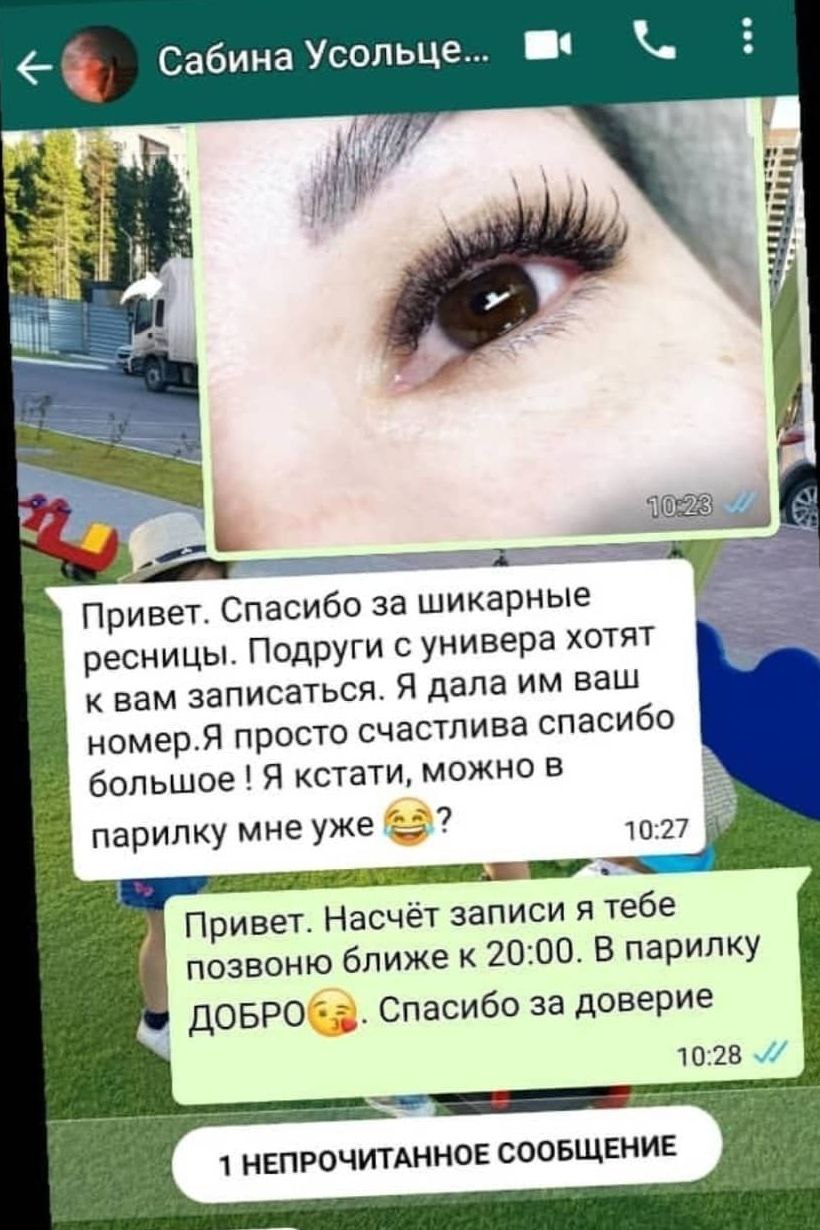 Сабина Усольце...
10:23
Привет. Спасибо за шикарные
ресницы. Подруги с универа хотят
к вам записаться. Я дала им ваш
номер.Я просто счастлива спасибо
большое ! Я кстати, можно в
парилку мне уже 😂?
10:27
Привет. Насчёт записи я тебе
позвоню ближе к 20:00. В парилку
ДОБРО😘. Спасибо за доверие
10:28
1 НЕПРОЧИТАННОЕ СООБЩЕНИЕ